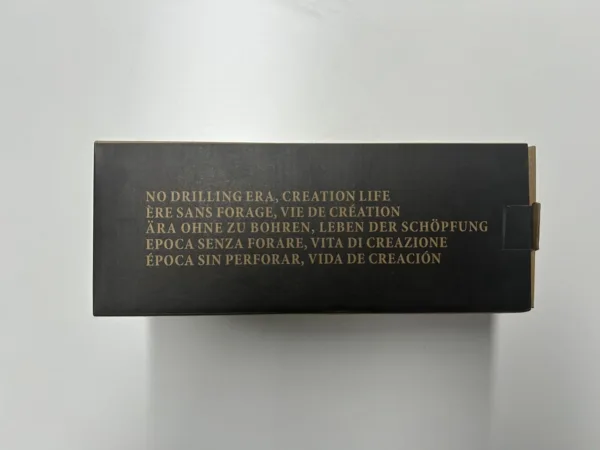 NO DRILLING ERA, CREATION LIFE
ÈRE SANS FORAGE, VIE DE CRÉATION
ÄRA OHNE ZU BOHREN, LEBEN DER SCHÖPFUNG
EPOCA SENZA FORARE, VITA DI CREAZIONE
ÉPOCA SIN PERFORAR, VIDA DE CREACIÓN